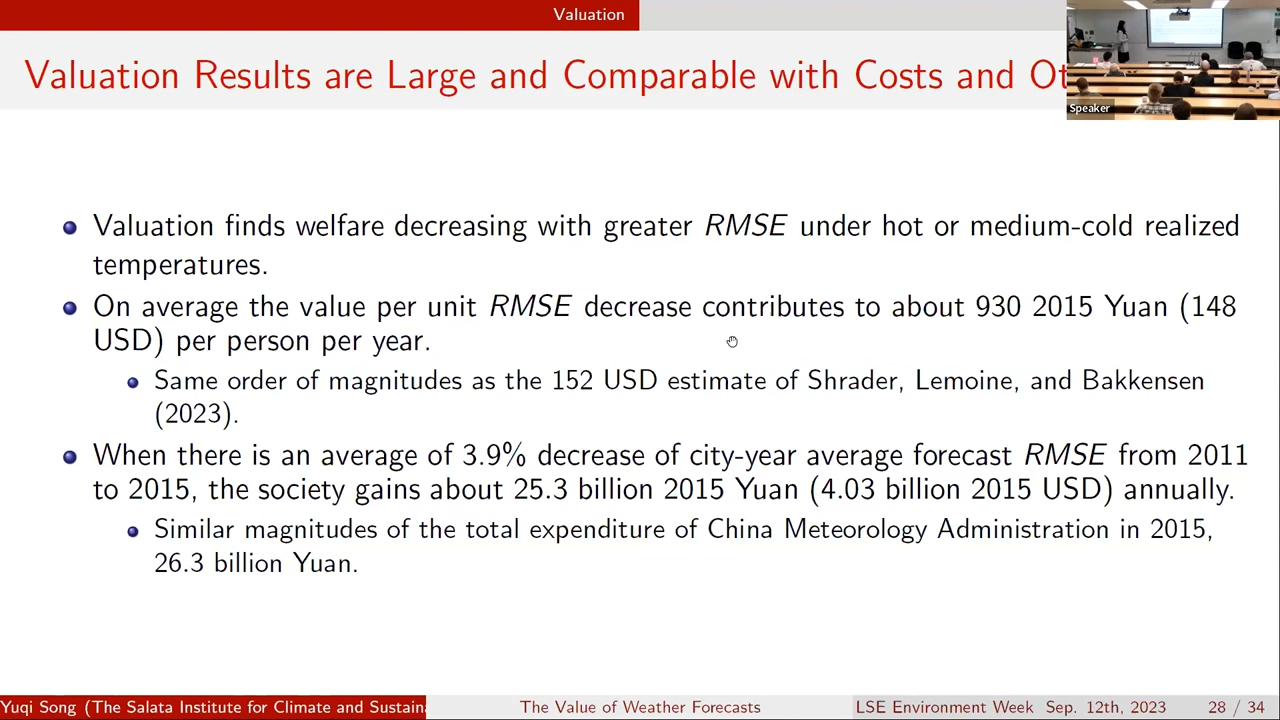 Valuation
Valuation Results are Large and Comparable with Costs and Ot
Speaker
Valuation finds welfare decreasing with greater RMSE under hot or medium-cold realized
temperatures.
On average the value per unit RMSE decrease contributes to about 930 2015 Yuan (148
USD) per person per year.
Same order of magnitudes as the 152 USD estimate of Shrader, Lemoine, and Bakkensen
(2023).
When there is an average of 3.9% decrease of city-year average forecast RMSE from 2011
to 2015, the society gains about 25.3 billion 2015 Yuan (4.03 billion 2015 USD) annually.
Similar magnitudes of the total expenditure of China Meteorology Administration in 2015,
26.3 billion Yuan.
Yuqi Song (The Salata Institute for Climate and Sustain
The Value of Weather Forecasts
LSE Environment Week Sep. 12th, 2023 28 / 34